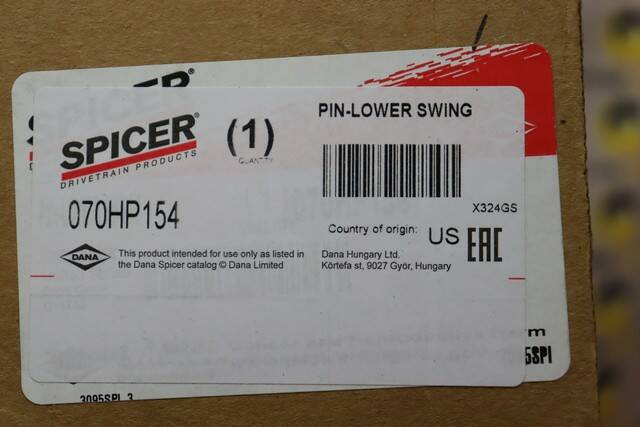 SPICER®
DRIVETRAIN PRODUCTS
(1)
QUANTITY
PIN-LOWER SWING
070HP154
X324GS
Country of origin: US
EAC
DANA
This product intended for use only as listed in
the Dana Spicer catalog © Dana Limited
Dana Hungary Ltd.
Körtefa st, 9027 Győr, Hungary
5SPI
3095SPL 3